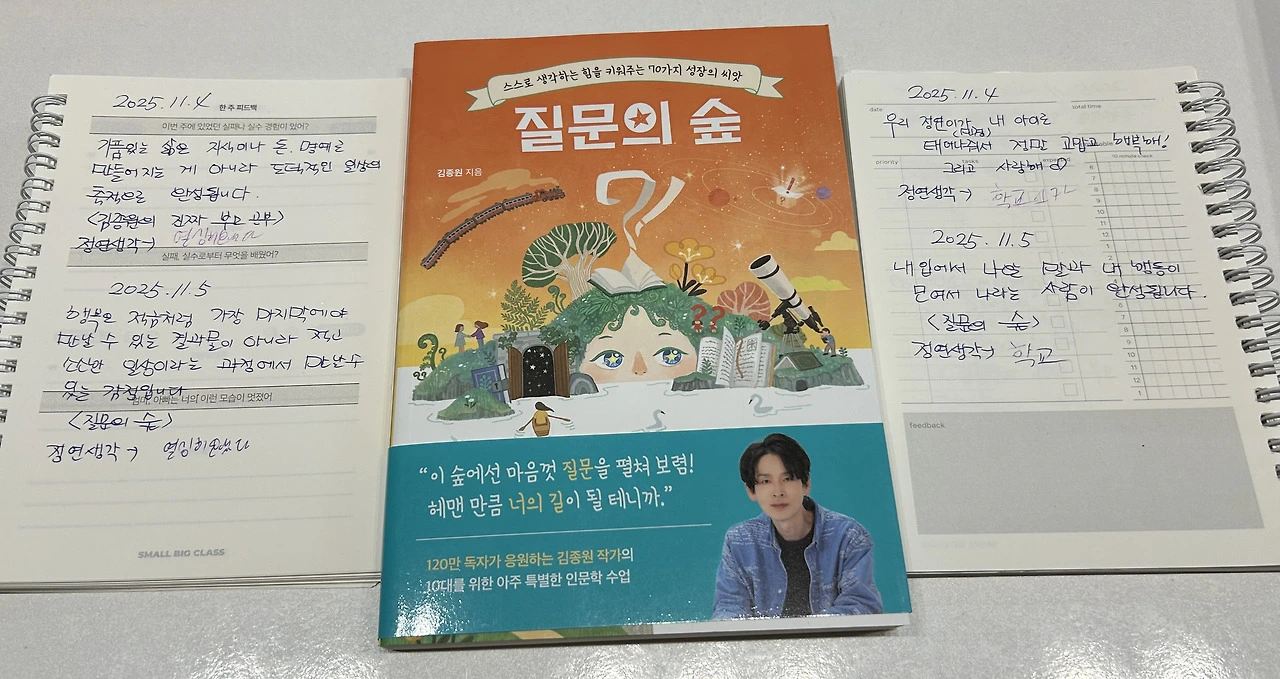 2025.11.4
한 주 피드백
이번 주에 있었던 실패나 실수 경험이 있어?
기품있는 삶은 지식이나 돈, 명예로
만들어지는 게 아니라 도덕적인 일상의
축적으로 완성됩니다.
<김종원의 진짜 부모 공부>
정연생각→
실패, 실수로부터 무엇을 배웠어?
2025.11.5
행복은 지금처럼 가장 마지막에야
만날 수 있는 결과물이 아니라
일상이라는 과정에서 만날수
있는 감정입니다
너의 이런 모습이 멋졌어
<질문의 숲>
정연생각→ 열심히했다
SMALL BIG CLASS
스스로 생각하는 힘을 키워주는 70가지 성장의 씨앗
질문의 숲
김종원 지음
?!
!
??
“이 숲에선 마음껏 질문을 펼쳐 보렴!
헤맨 만큼 너의 길이 될 테니까.”
120만 독자가 응원하는 김종원 작가의
10대를 위한 아주 특별한 인문학 수업
2025.11.4
date
total time
우리 정연이가 내 아이로
태어나줘서 정말 고맙고 행복해!
priority
tasks
10 minute check
그리고 사랑해
정연생각→ 학교
2025.11.5
내 입에서 나온 말과 내 행동이
모여서 나라는 사람이 완성됩니다.
<질문의 숲>
정연생각→ 학교
feedback